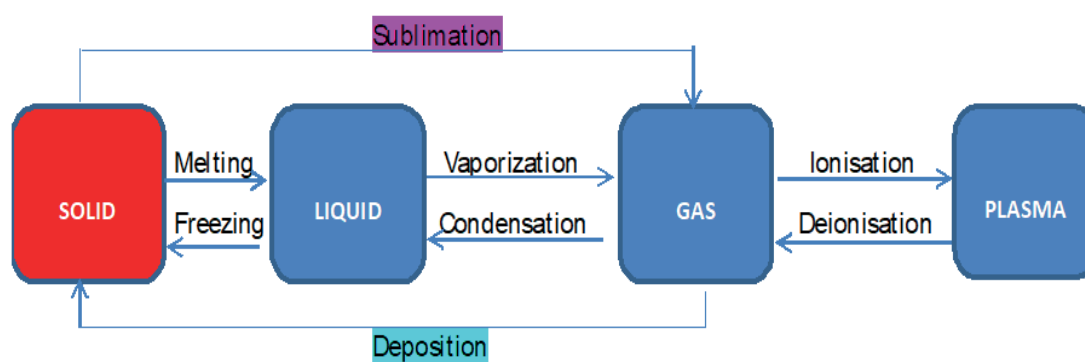 Sublimation
Melting
Vaporization
Ionisation
SOLID
LIQUID
GAS
PLASMA
Freezing
Condensation
Deionisation
Deposition